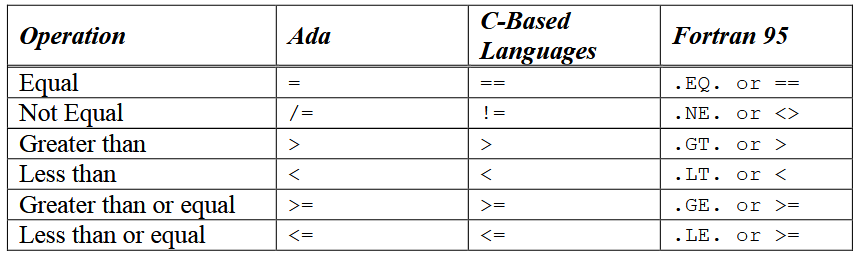 Operation Ada C-Based Languages Fortran 95
Equal = == .EQ. or ==
Not Equal /= != .NE. or <>
Greater than > > .GT. or >
Less than < < .LT. or <
Greater than or equal >= >= .GE. or >=
Less than or equal <= <= .LE. or >=